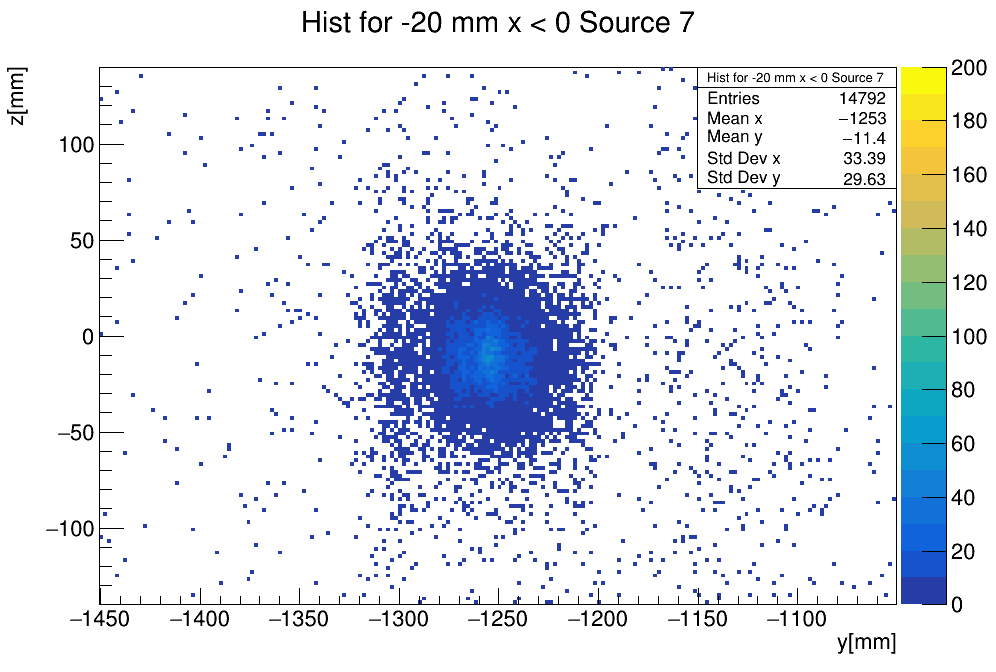 Hist for -20 mm x < 0 Source 7
z[mm]
Hist for -20 mm x < 0 Source 7
Entries 14792
Mean x −1253
Mean y −11.4
Std Dev x 33.39
Std Dev y 29.63
100
50
0
−50
−100
−1450 −1400 −1350 −1300 −1250 −1200 −1150 −1100
y[mm]
200
180
160
140
120
100
80
60
40
20
0